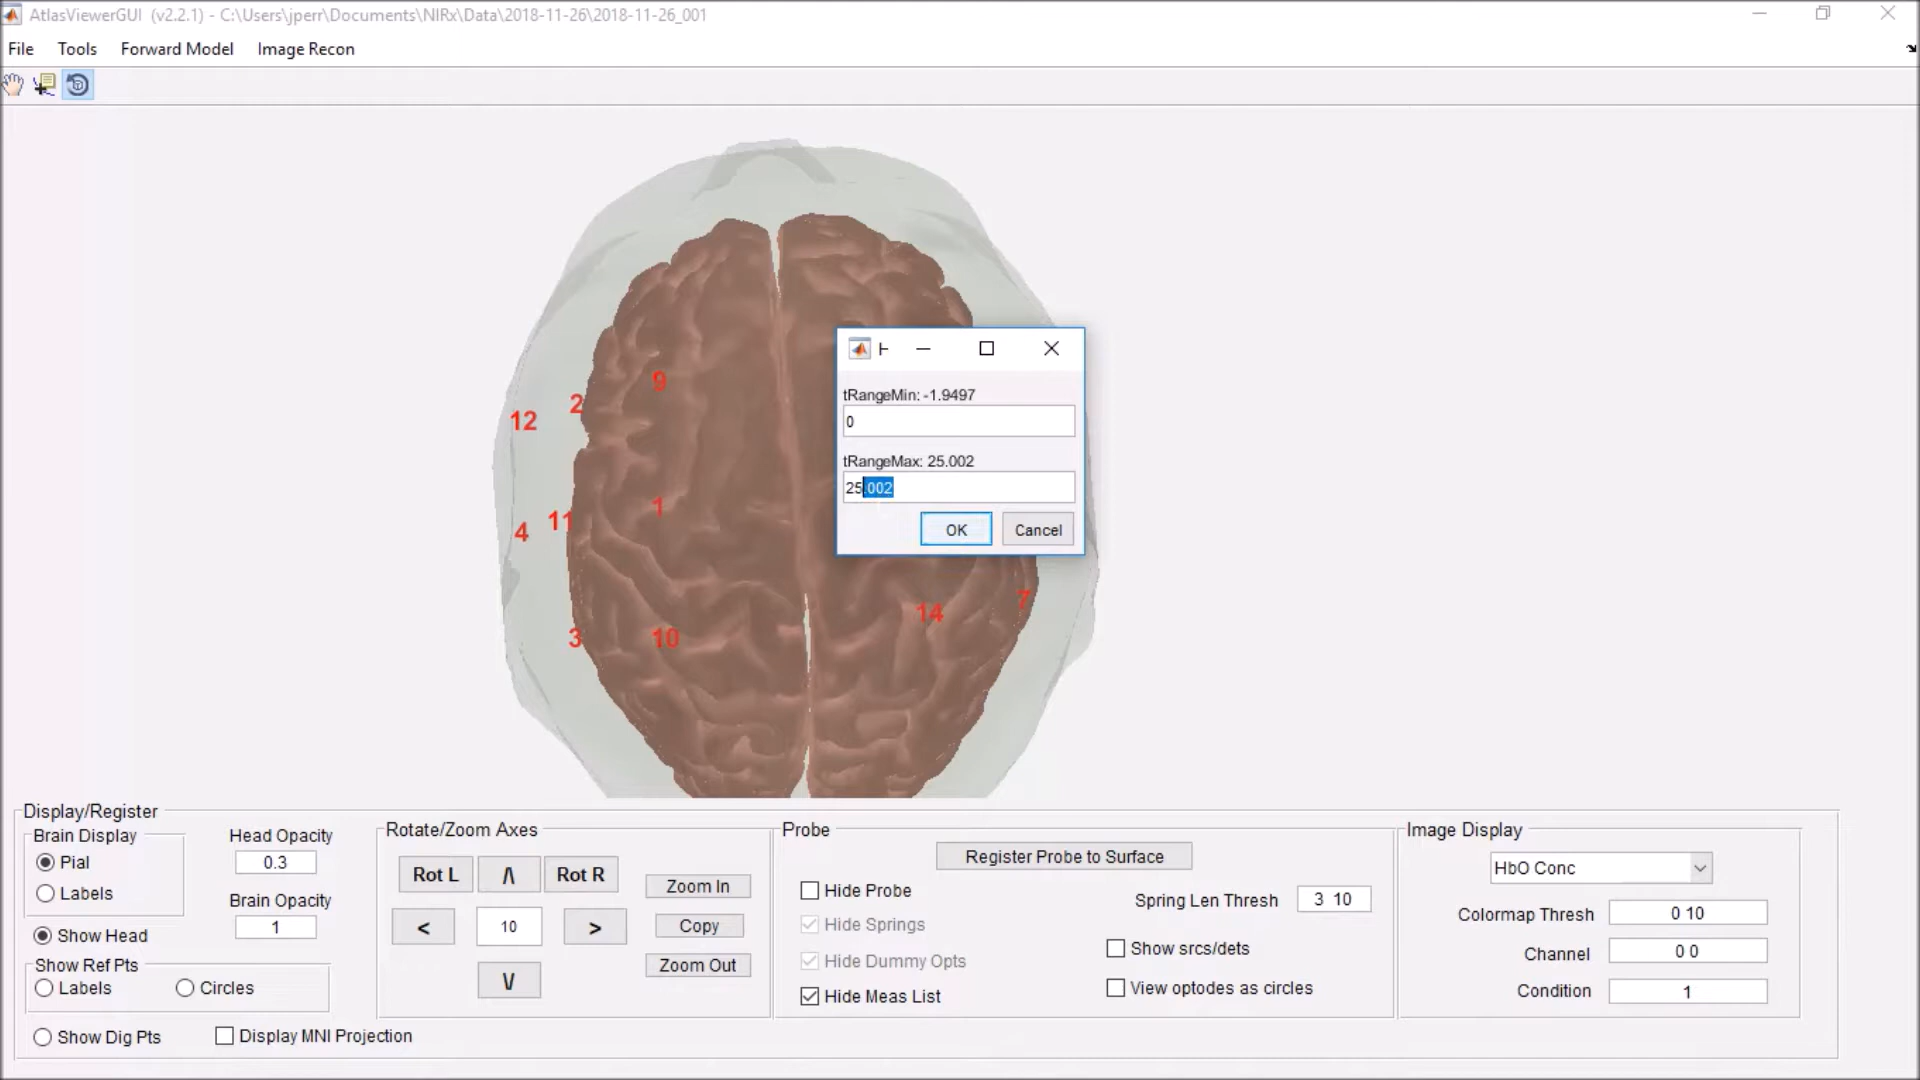 AtlasViewerGUI (v2.2.1) - C:\Users\jperr\Documents\NIRx\Data\2018-11-26\2018-11-26_001
File Tools Forward Model Image Recon
9
2
12
1
11
4
14
7
3
10
tRangeMin: -1.9497
0
tRangeMax: 25.002
25.002
OK Cancel
Display/Register
Brain Display
Pial
Labels
Show Head
Show Ref Pts
Labels Circles
Show Dig Pts
Display MNI Projection
Head Opacity
0.3
Brain Opacity
1
Rotate/Zoom Axes
Rot L /\ Rot R
< 10 >
\/
Zoom In
Copy
Zoom Out
Probe
Register Probe to Surface
Hide Probe
Hide Springs
Hide Dummy Opts
Hide Meas List
Spring Len Thresh 3 10
Show srcs/dets
View optodes as circles
Image Display
HbO Conc
Colormap Thresh 0 10
Channel 0 0
Condition 1